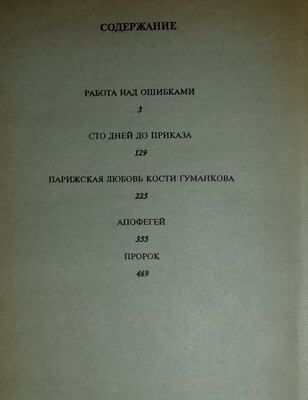 СОДЕРЖАНИЕ
РАБОТА НАД ОШИБКАМИ
3
СТО ДНЕЙ ДО ПРИКАЗА
129
ПАРИЖСКАЯ ЛЮБОВЬ КОСТИ ГУМАНКОВА
225
АПОФЕГЕЙ
355
ПРОРОК
469